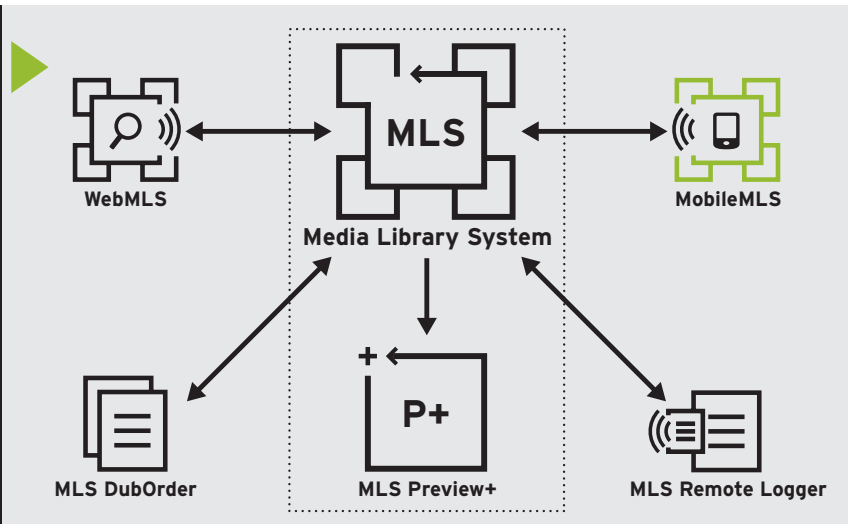 MLS
WebMLS
MobileMLS
Media Library System
P+
MLS DubOrder
MLS Preview+
MLS Remote Logger